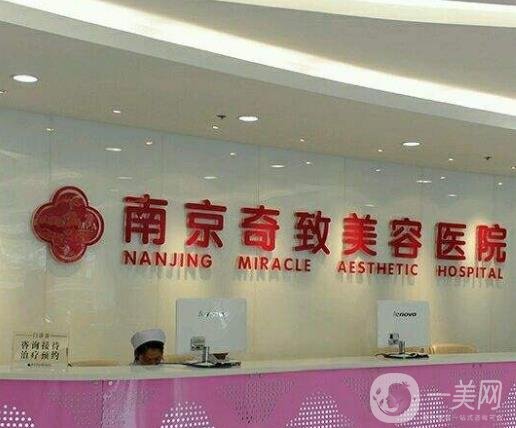 南京奇致美容医院
NANJING MIRACLE AESTHETIC HOSPITAL
lenovo
咨询接待
治疗预约
一美网